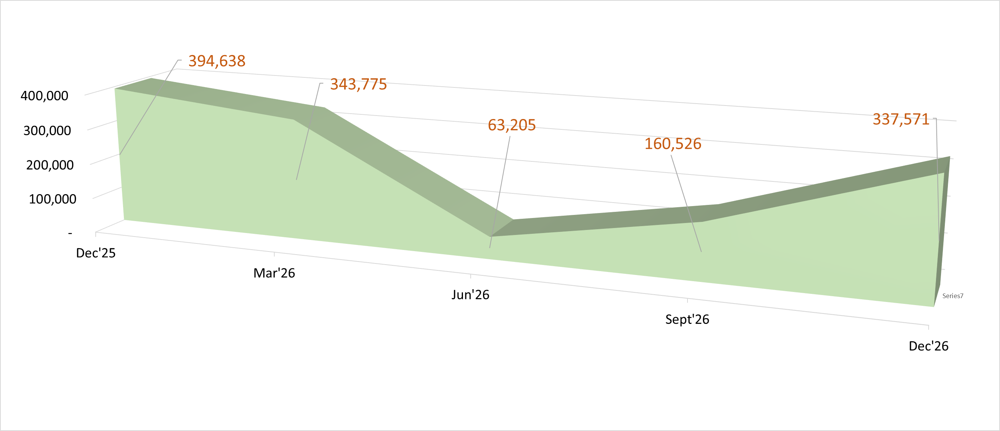 394,638
343,775
63,205
160,526
337,571
400,000
300,000
200,000
100,000
-
Dec'25
Mar'26
Jun'26
Sept'26
Dec'26
Series7